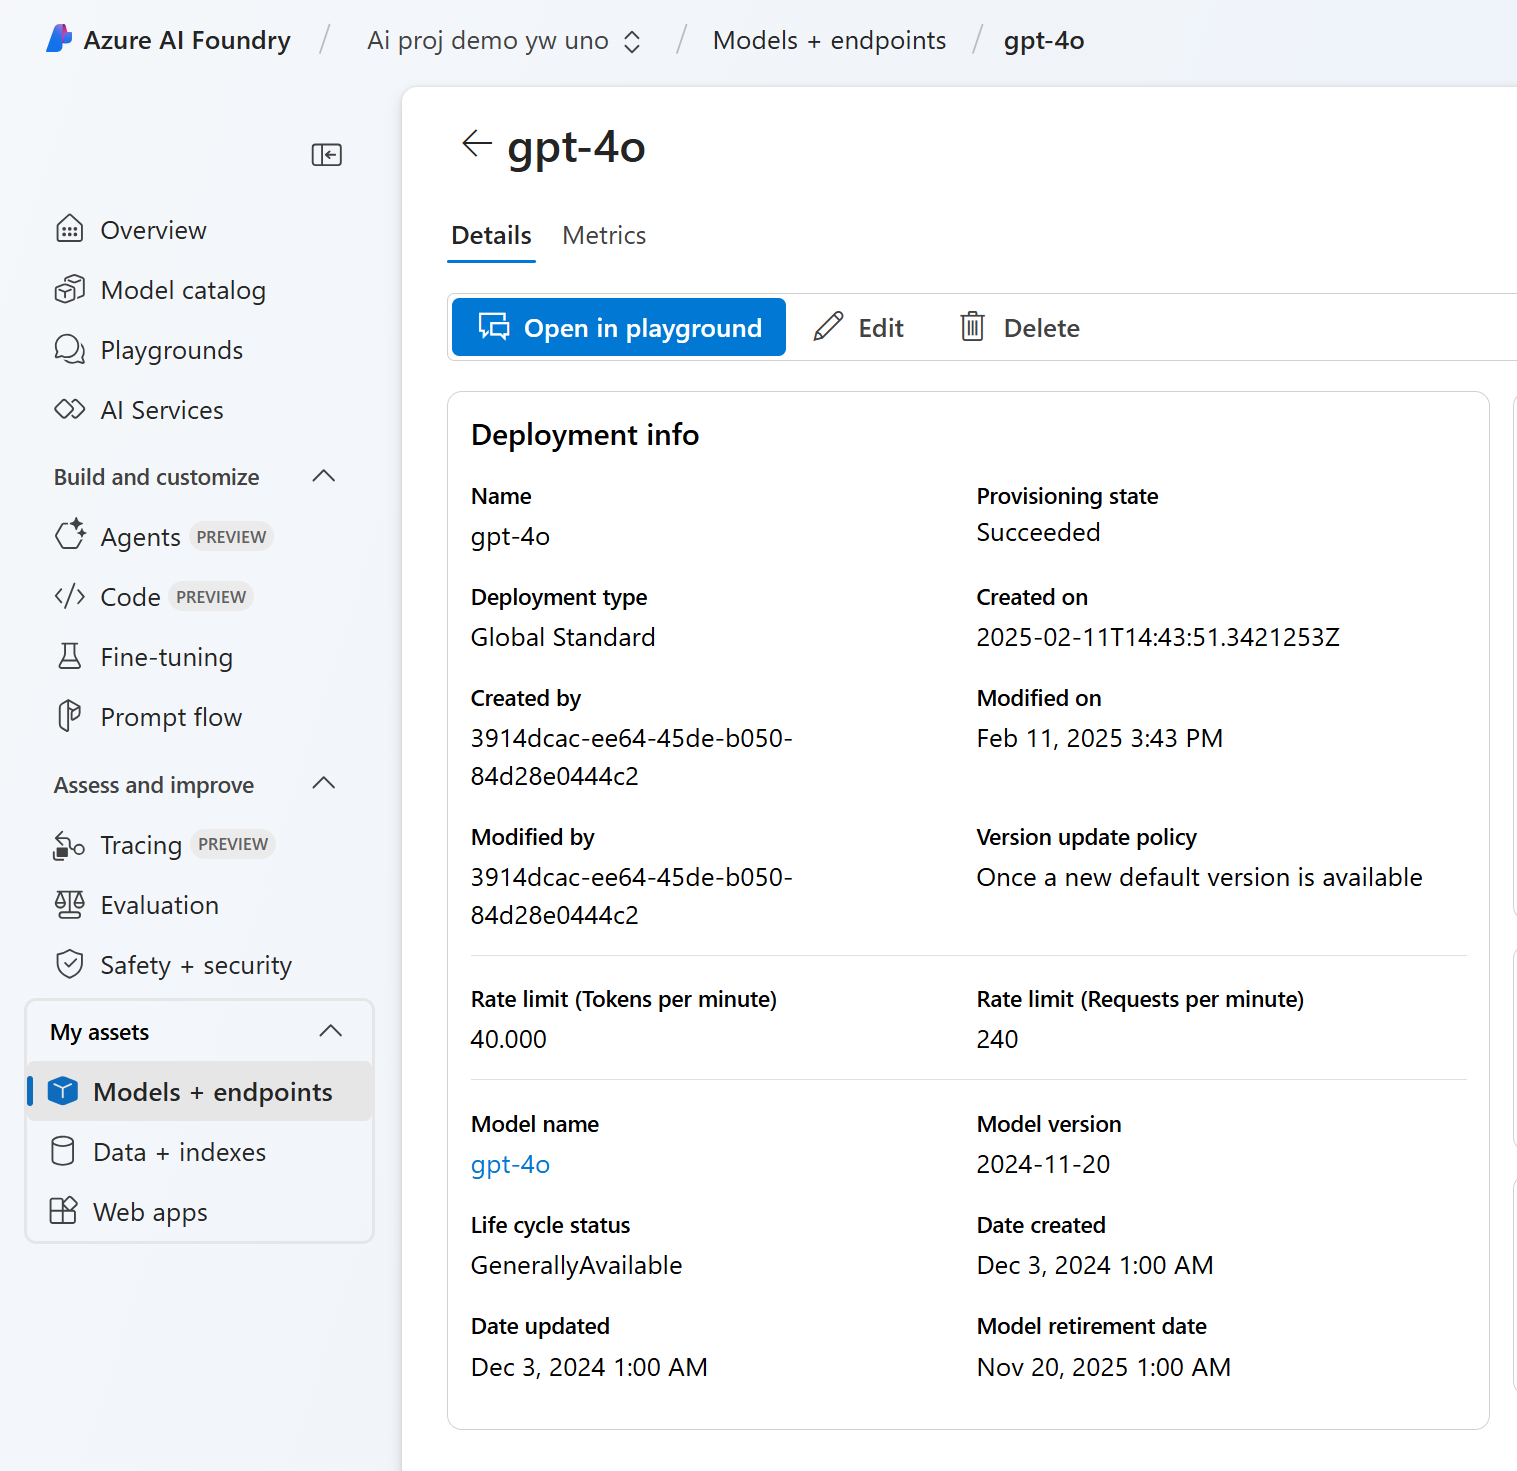 Azure AI Foundry / Ai proj demo yw uno / Models + endpoints / gpt-4o
gpt-4o
Details Metrics
Open in playground Edit Delete
Overview
Model catalog
Playgrounds
AI Services
Build and customize
Agents PREVIEW
Code PREVIEW
Fine-tuning
Prompt flow
Assess and improve
Tracing PREVIEW
Evaluation
Safety + security
My assets
Models + endpoints
Data + indexes
Web apps
Deployment info
Name
gpt-4o
Provisioning state
Succeeded
Deployment type
Global Standard
Created on
2025-02-11T14:43:51.3421253Z
Created by
3914dcac-ee64-45de-b050-
84d28e0444c2
Modified on
Feb 11, 2025 3:43 PM
Modified by
3914dcac-ee64-45de-b050-
84d28e0444c2
Version update policy
Once a new default version is available
Rate limit (Tokens per minute)
40.000
Rate limit (Requests per minute)
240
Model name
gpt-4o
Model version
2024-11-20
Life cycle status
GenerallyAvailable
Date created
Dec 3, 2024 1:00 AM
Date updated
Dec 3, 2024 1:00 AM
Model retirement date
Nov 20, 2025 1:00 AM